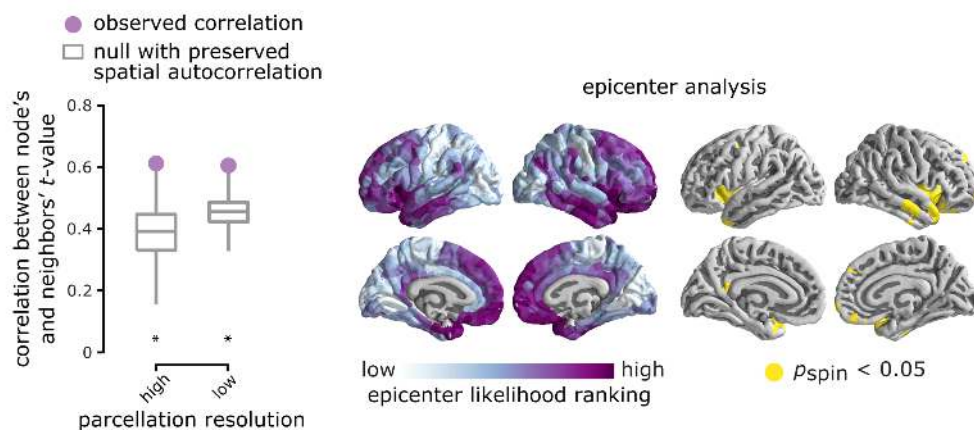 observed correlation
null with preserved
spatial autocorrelation
correlation between node's
and neighbors' t-value
0.8
0.6
0.4
0.2
0
*
*
high
low
parcellation resolution
epicenter analysis
low
high
epicenter likelihood ranking
pspin < 0.05